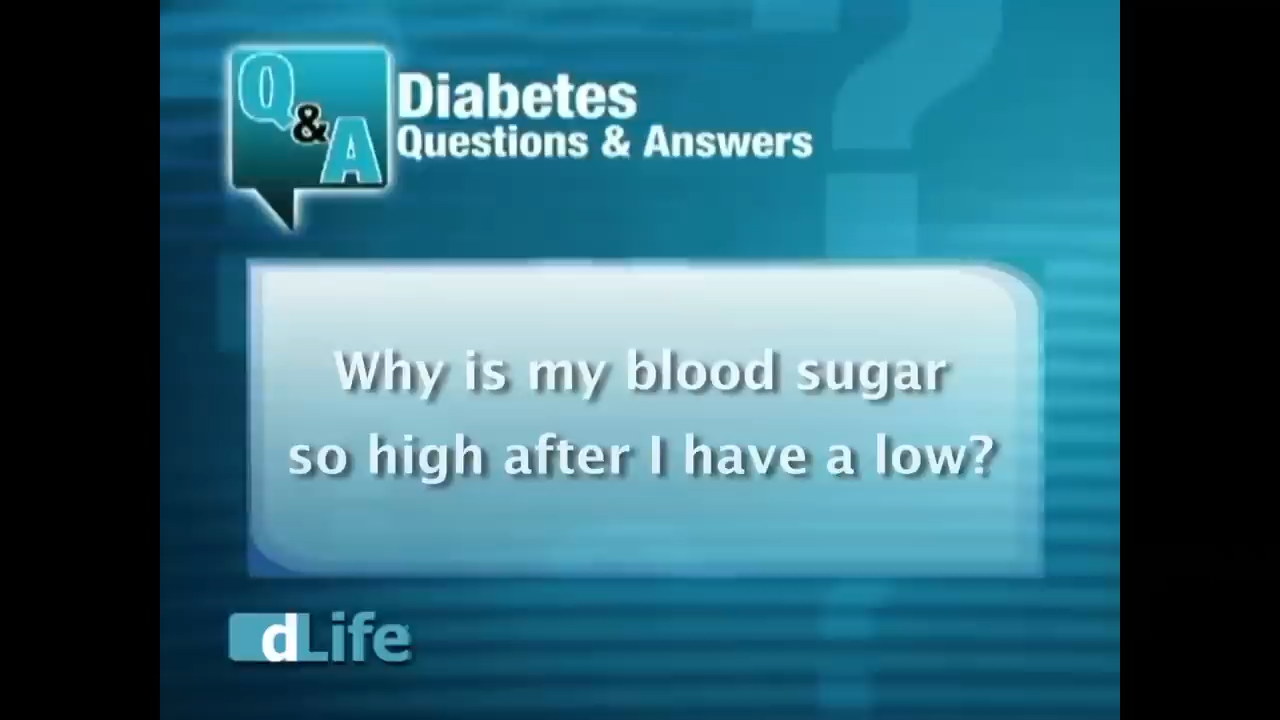 Q&A
Diabetes
Questions & Answers
Why is my blood sugar
so high after I have a low?
dLife